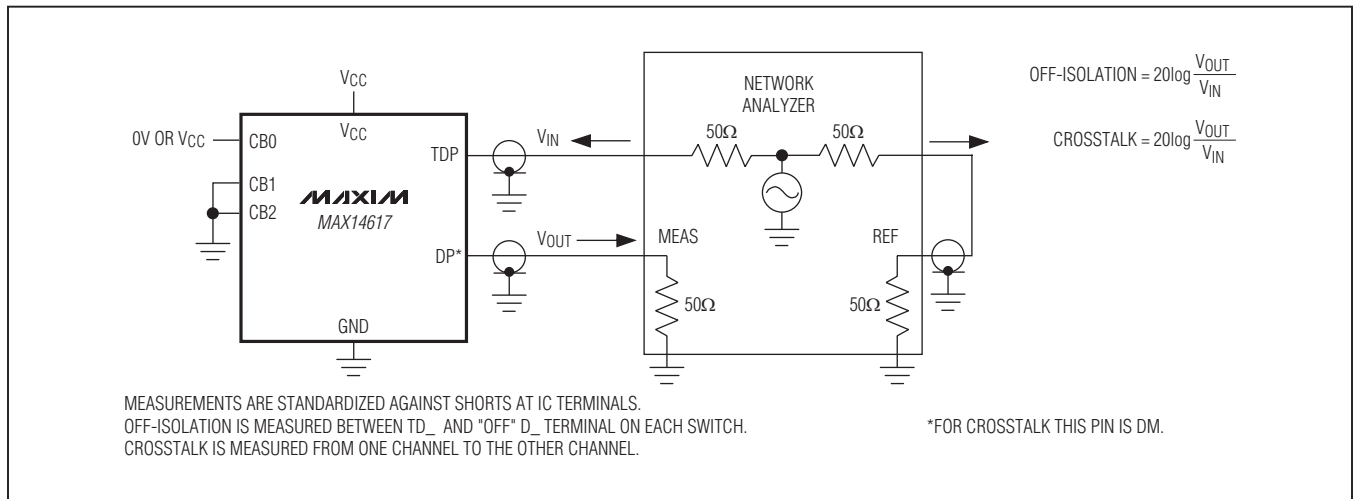 NETWORK
ANALYZER
OFF-ISOLATION = 20log VOUT/VIN
CROSSTALK = 20log VOUT/VIN
VCC
VCC
0V OR VCC
CB0
CB1
CB2
MAXIM
MAX14617
TDP
DP*
GND
VIN
VOUT
50Ω
50Ω
MEAS
REF
50Ω
50Ω
MEASUREMENTS ARE STANDARDIZED AGAINST SHORTS AT IC TERMINALS.
OFF-ISOLATION IS MEASURED BETWEEN TD_ AND "OFF" D_ TERMINAL ON EACH SWITCH.
CROSSTALK IS MEASURED FROM ONE CHANNEL TO THE OTHER CHANNEL.
*FOR CROSSTALK THIS PIN IS DM.